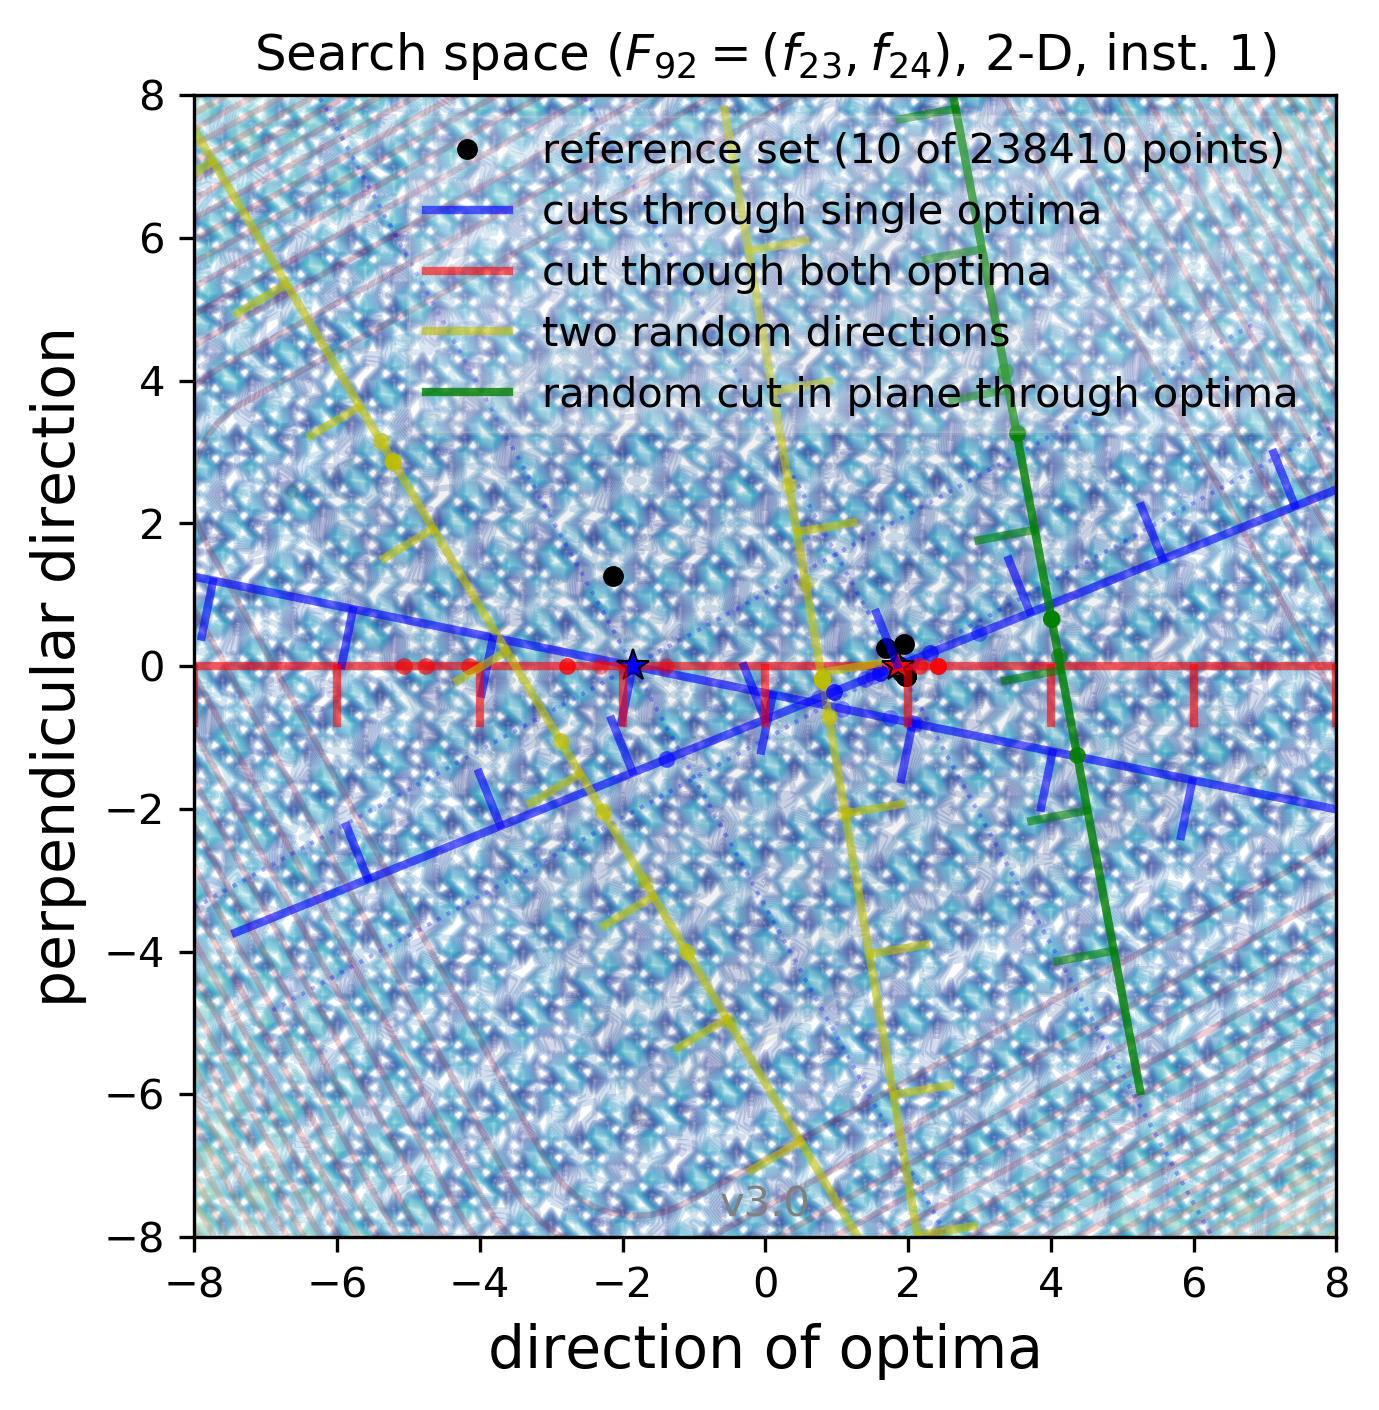 Search space (F₉₂ = (f₂₃, f₂₄), 2-D, inst. 1)
reference set (10 of 238410 points)
cuts through single optima
cut through both optima
two random directions
random cut in plane through optima
perpendicular direction
8
6
4
2
0
−2
−4
−6
−8
v3.0
−8 −6 −4 −2 0 2 4 6 8
direction of optima